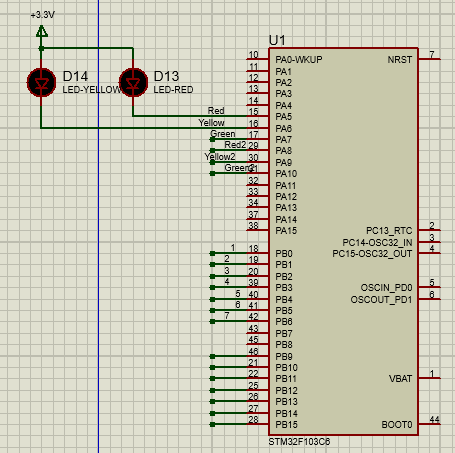 +3.3V
U1
D14
LED-YELLOW
D13
LED-RED
10 PA0-WKUP NRST 7
11 PA1
12 PA2
13 PA3
14 PA4
Red 15 PA5
Yellow 16 PA6
Green 17 PA7
Red2 29 PA8
Yellow2 30 PA9
Green2 31 PA10
32 PA11
33 PA12
34 PA13
37 PA14
38 PA15 PC13_RTC 2
PC14-OSC32_IN 3
1 18 PB0 PC15-OSC32_OUT 4
2 19 PB1
3 20 PB2
4 39 PB3 OSCIN_PD0 5
5 40 PB4 OSCOUT_PD1 6
6 41 PB5
7 42 PB6
43 PB7
45 PB8
46 PB9
21 PB10
22 PB11 VBAT 1
25 PB12
26 PB13
27 PB14
28 PB15 BOOT0 44
STM32F103C6